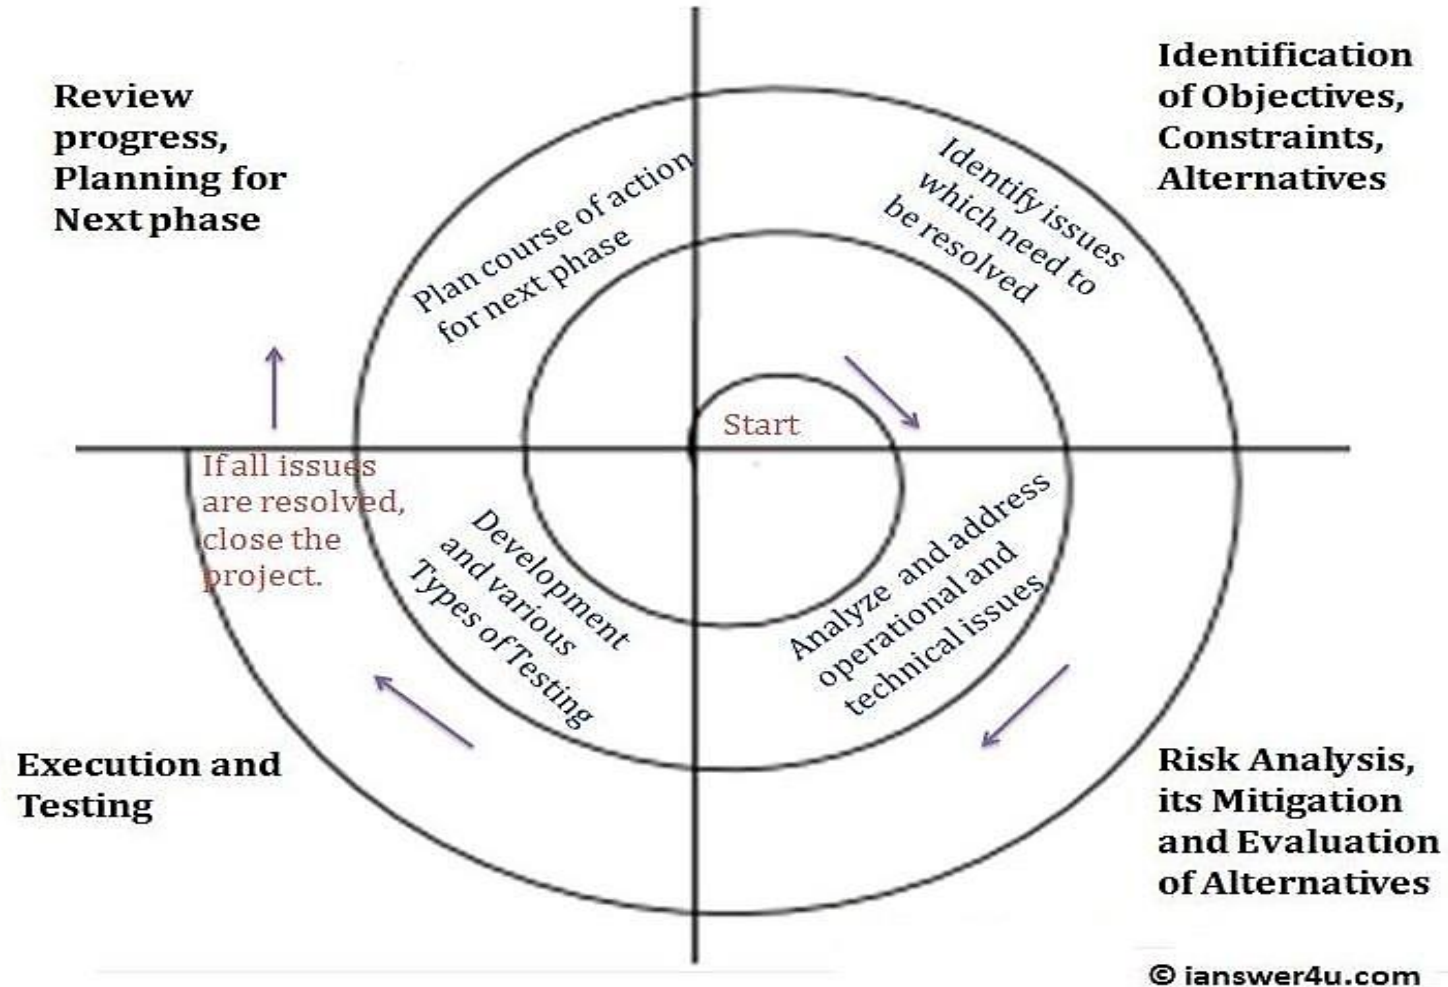 Review
progress,
Planning for
Next phase
Identification
of Objectives,
Constraints,
Alternatives
Plan course of action
for next phase
Identify issues
which need to
be resolved
Start
If all issues
are resolved,
close the
project.
Development
and various
Types of Testing
Analyze and address
operational and
technical issues
Execution and
Testing
Risk Analysis,
its Mitigation
and Evaluation
of Alternatives
© ianswer4u.com